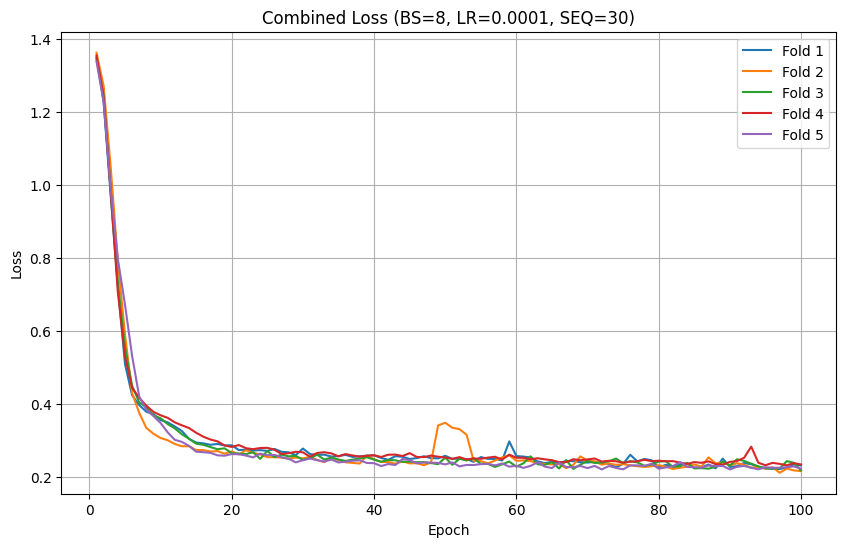 Combined Loss (BS=8, LR=0.0001, SEQ=30)
Fold 1
Fold 2
Fold 3
Fold 4
Fold 5
Loss
1.4
1.2
1.0
0.8
0.6
0.4
0.2
0 20 40 60 80 100
Epoch